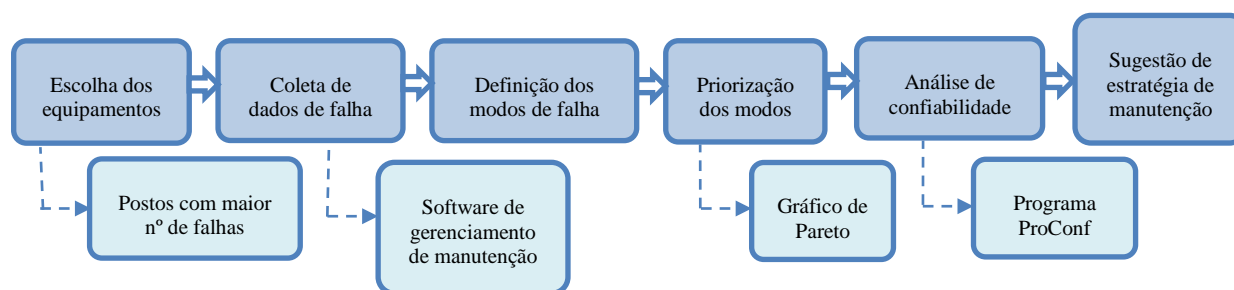 Escolha dos
equipamentos
Coleta de
dados de falha
Definição dos
modos de falha
Priorização
dos modos
Análise de
confiabilidade
Sugestão de
estratégia de
manutenção
Postos com maior
nº de falhas
Software de
gerenciamento
de manutenção
Gráfico de
Pareto
Programa
ProConf